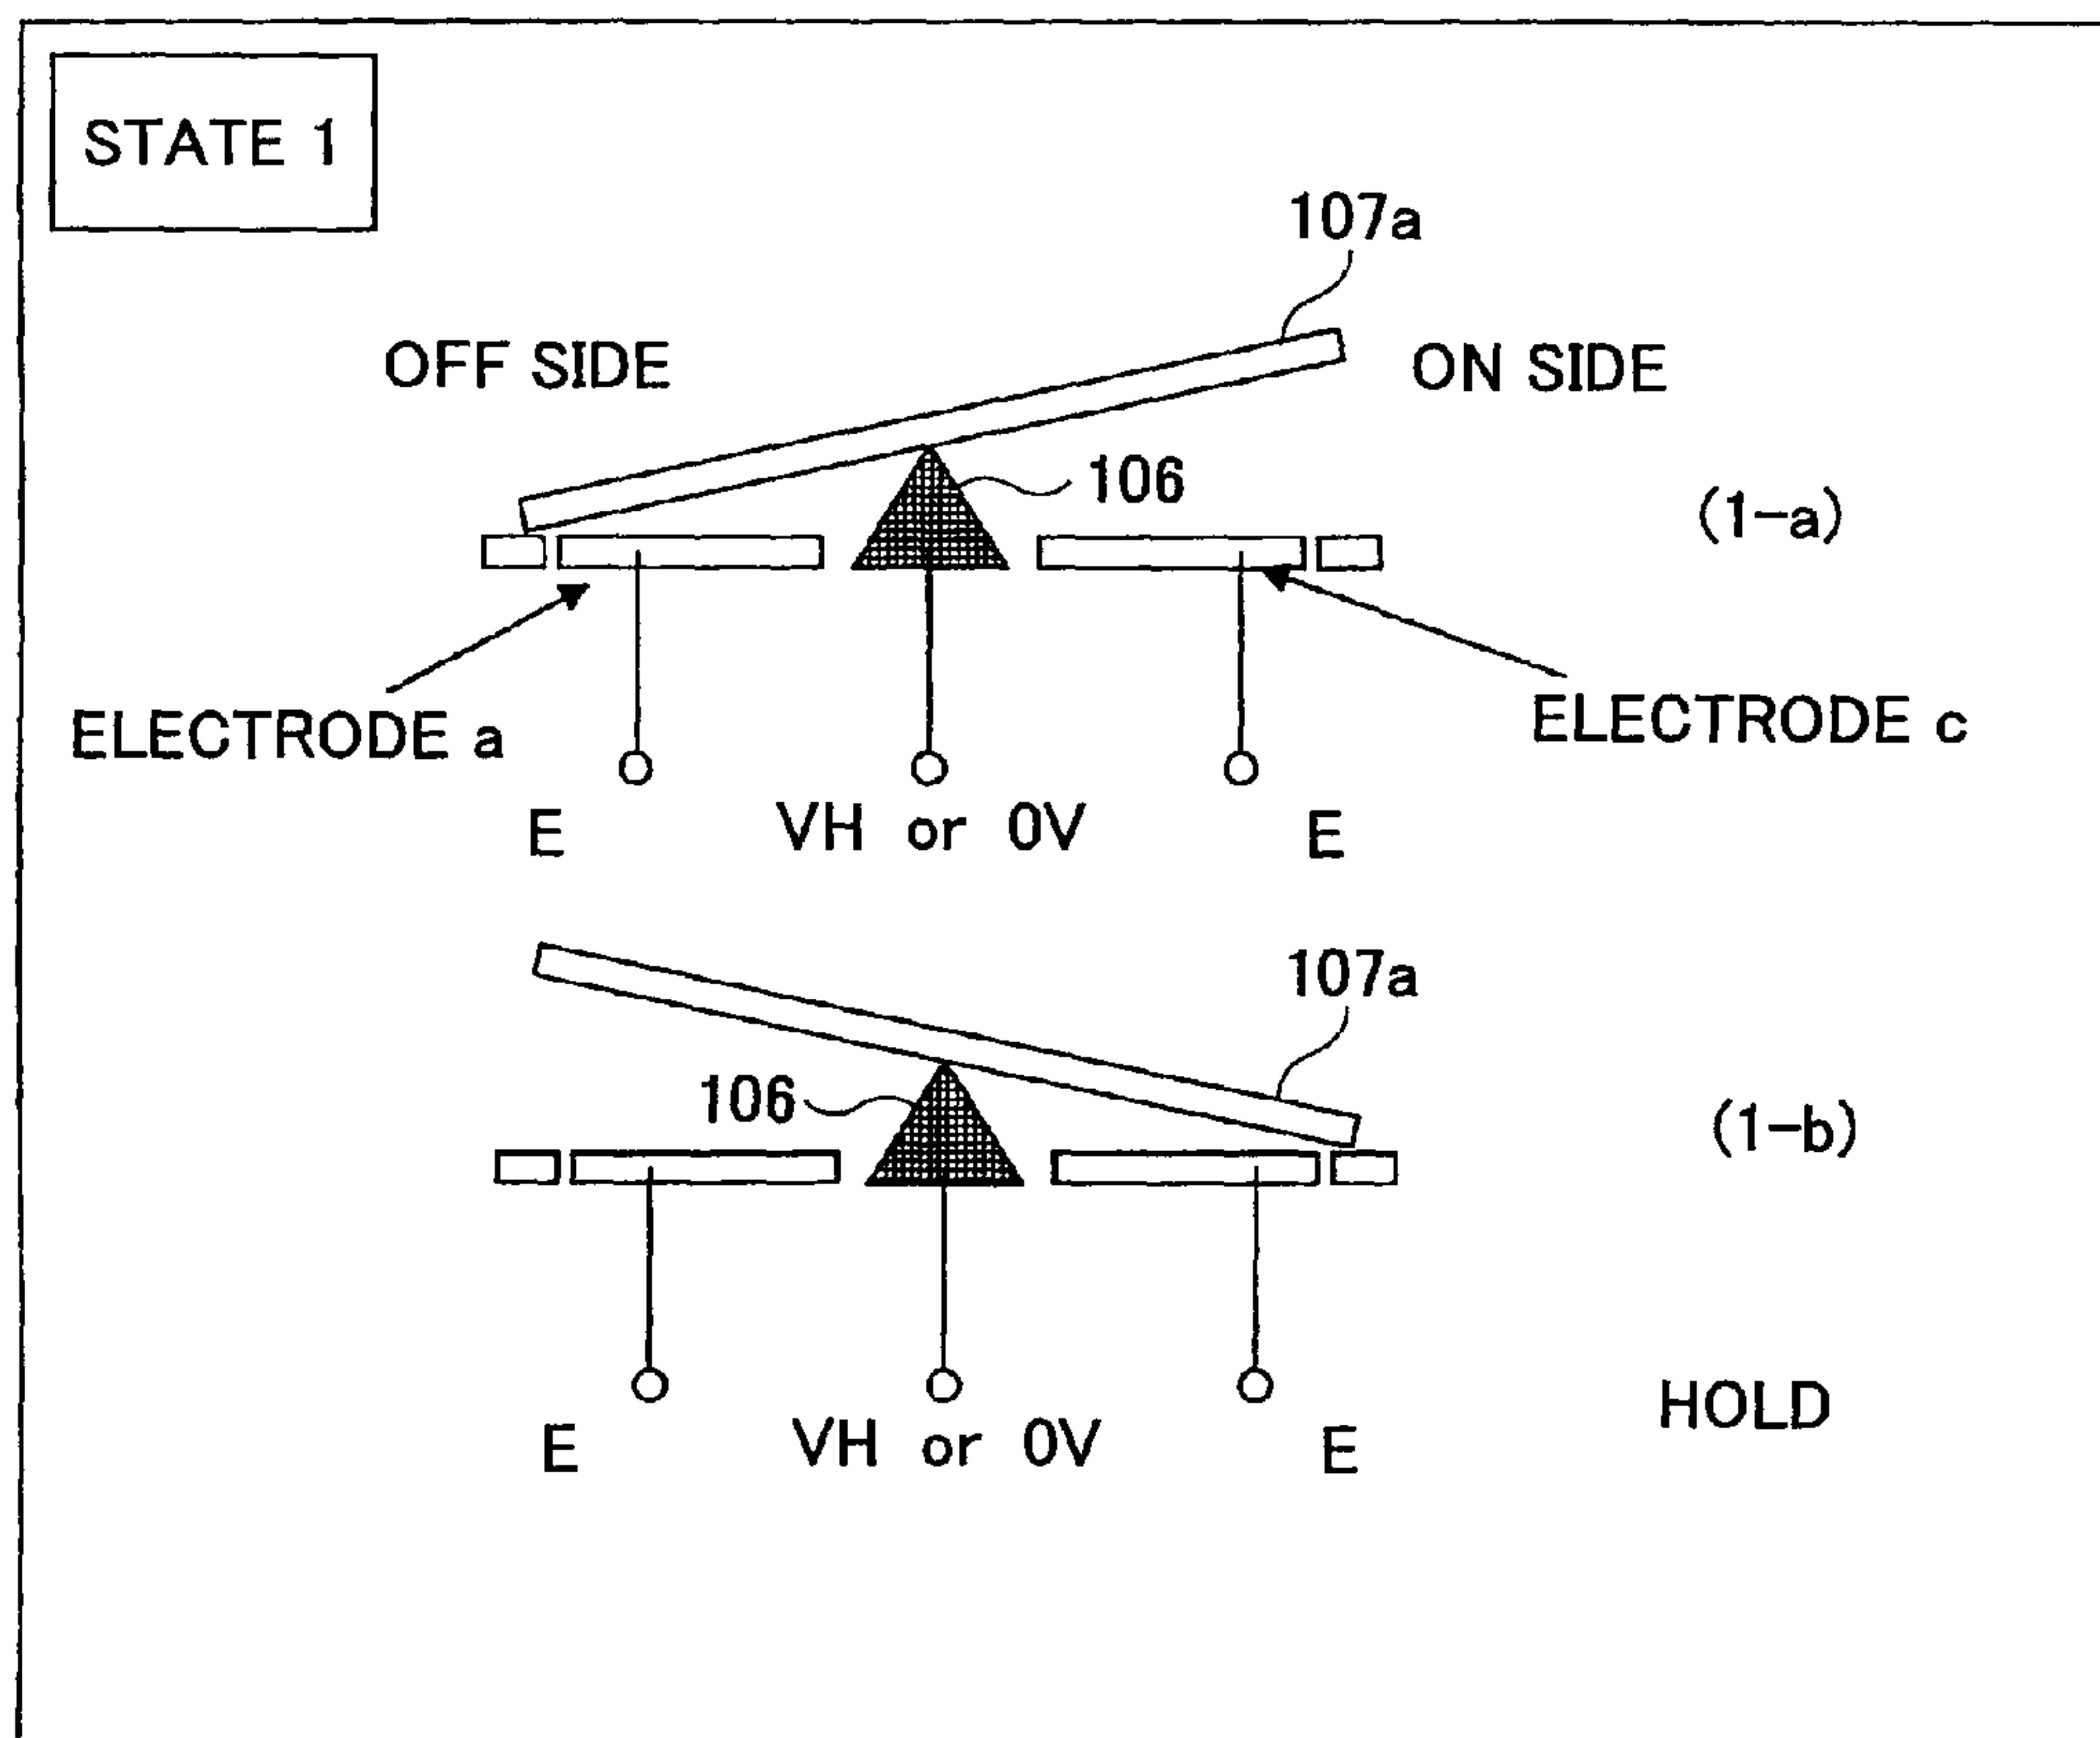 STATE 1
107a
OFF SIDE
ON SIDE
106
(1-a)
ELECTRODE a
ELECTRODE c
E
VH or 0V
E
107a
106
(1-b)
HOLD
E
VH or 0V
E